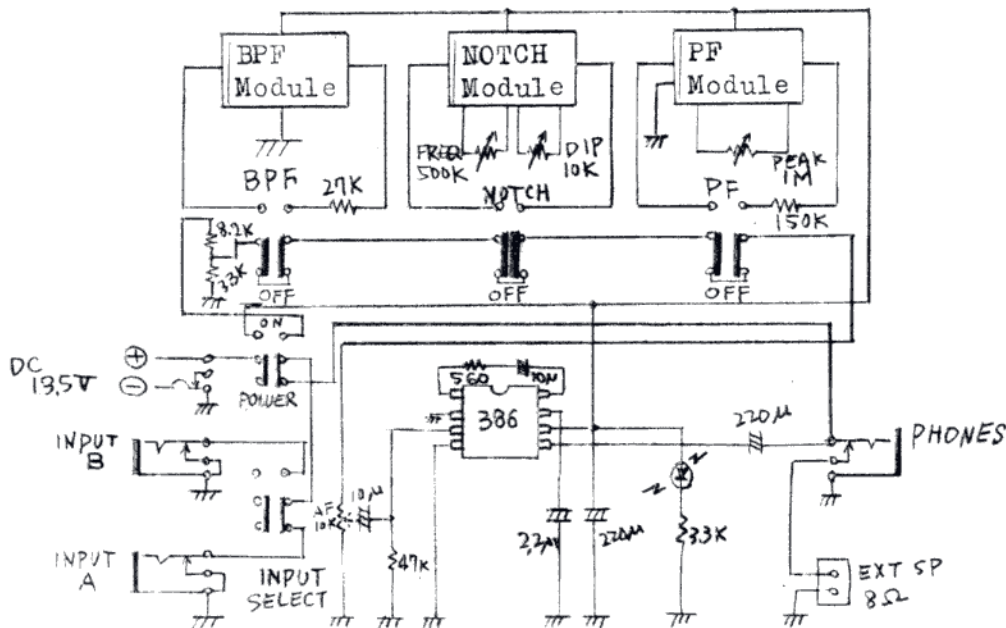 BPF
Module
NOTCH
Module
PF
Module
FREQ
500K
DIP
10K
PEAK
1M
BPF
27K
NOTCH
PF
150K
8.2K
3.3K
OFF
OFF
OFF
ON
DC
13.5V
+
−
POWER
560
10μ
386
220μ
PHONES
INPUT
B
AF
10K
10μ
47K
2.2μ
220μ
3.3K
INPUT
A
INPUT
SELECT
EXT SP
8Ω